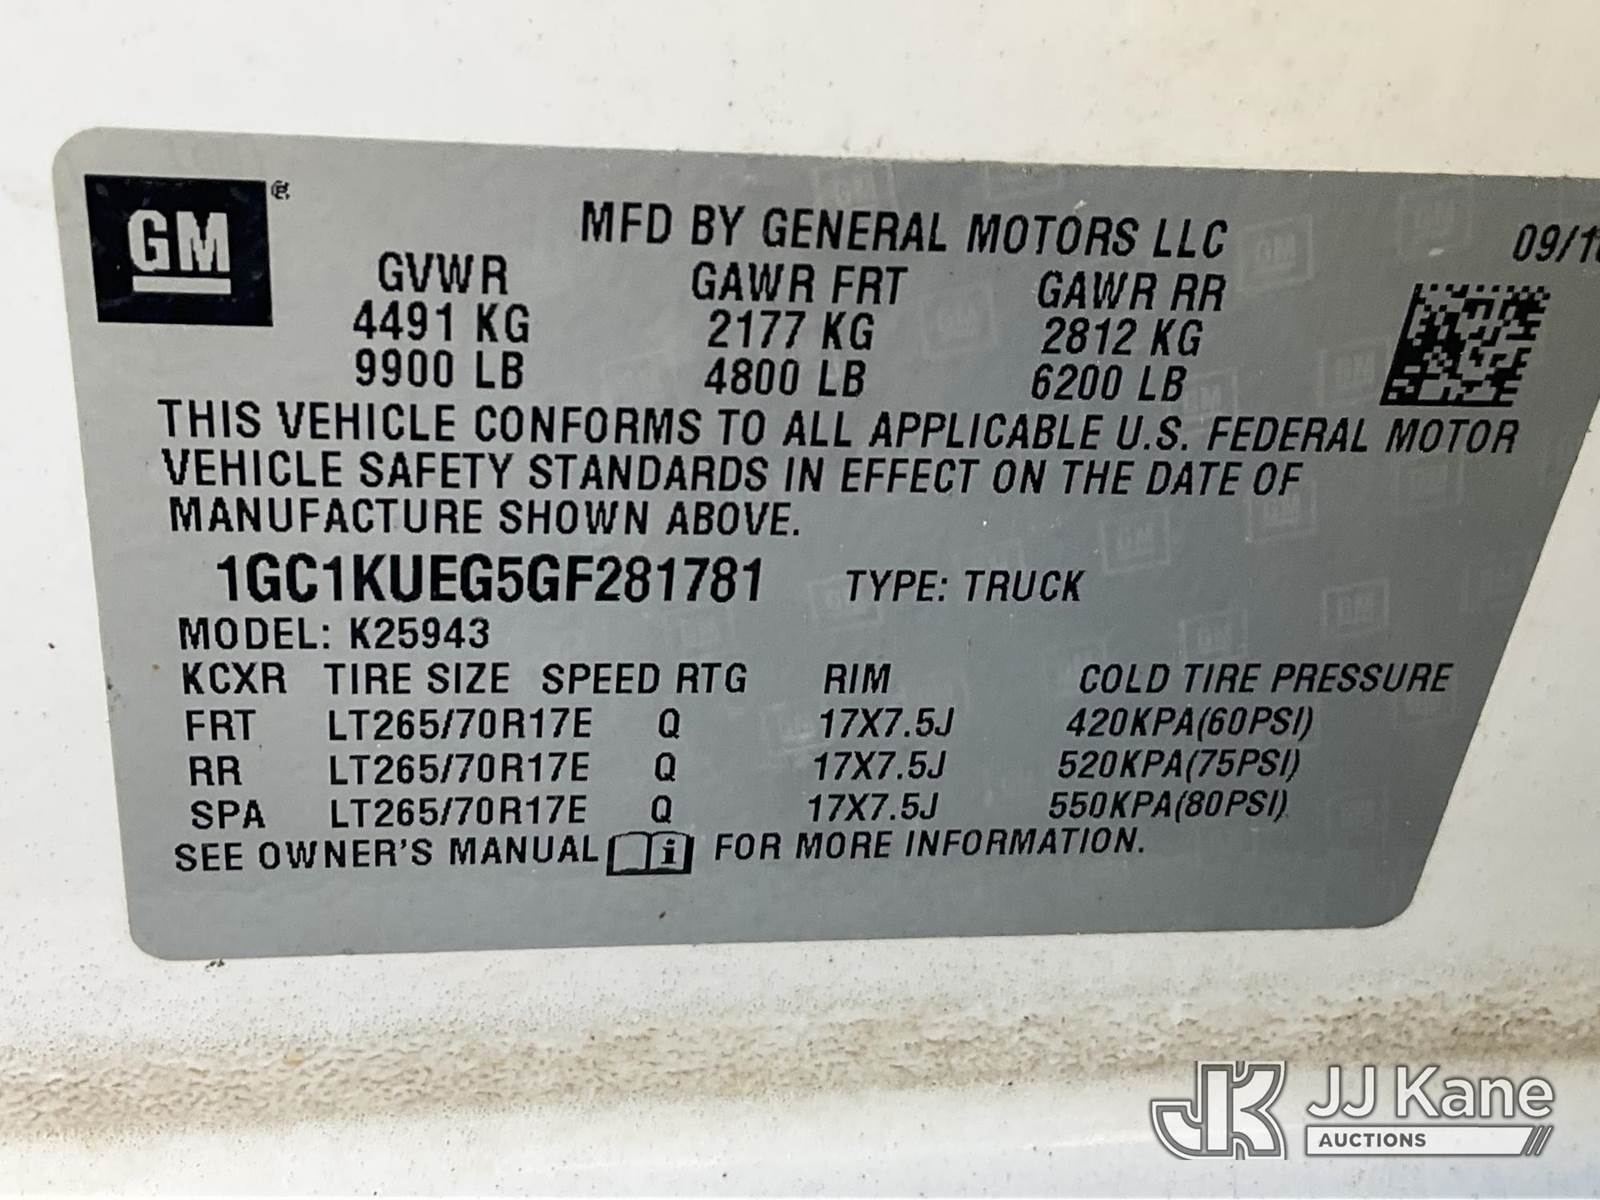 GM ®
MFD BY GENERAL MOTORS LLC
GVWR GAWR FRT GAWR RR
4491 KG 2177 KG 2812 KG
9900 LB 4800 LB 6200 LB
THIS VEHICLE CONFORMS TO ALL APPLICABLE U.S. FEDERAL MOTOR
VEHICLE SAFETY STANDARDS IN EFFECT ON THE DATE OF
MANUFACTURE SHOWN ABOVE.
1GC1KUEG5GF281781 TYPE: TRUCK
MODEL: K25943
KCXR TIRE SIZE SPEED RTG RIM COLD TIRE PRESSURE
FRT LT265/70R17E Q 17X7.5J 420KPA(60PSI)
RR LT265/70R17E Q 17X7.5J 520KPA(75PSI)
SPA LT265/70R17E Q 17X7.5J 550KPA(80PSI)
SEE OWNER'S MANUAL i FOR MORE INFORMATION.
JK JJ Kane
AUCTIONS